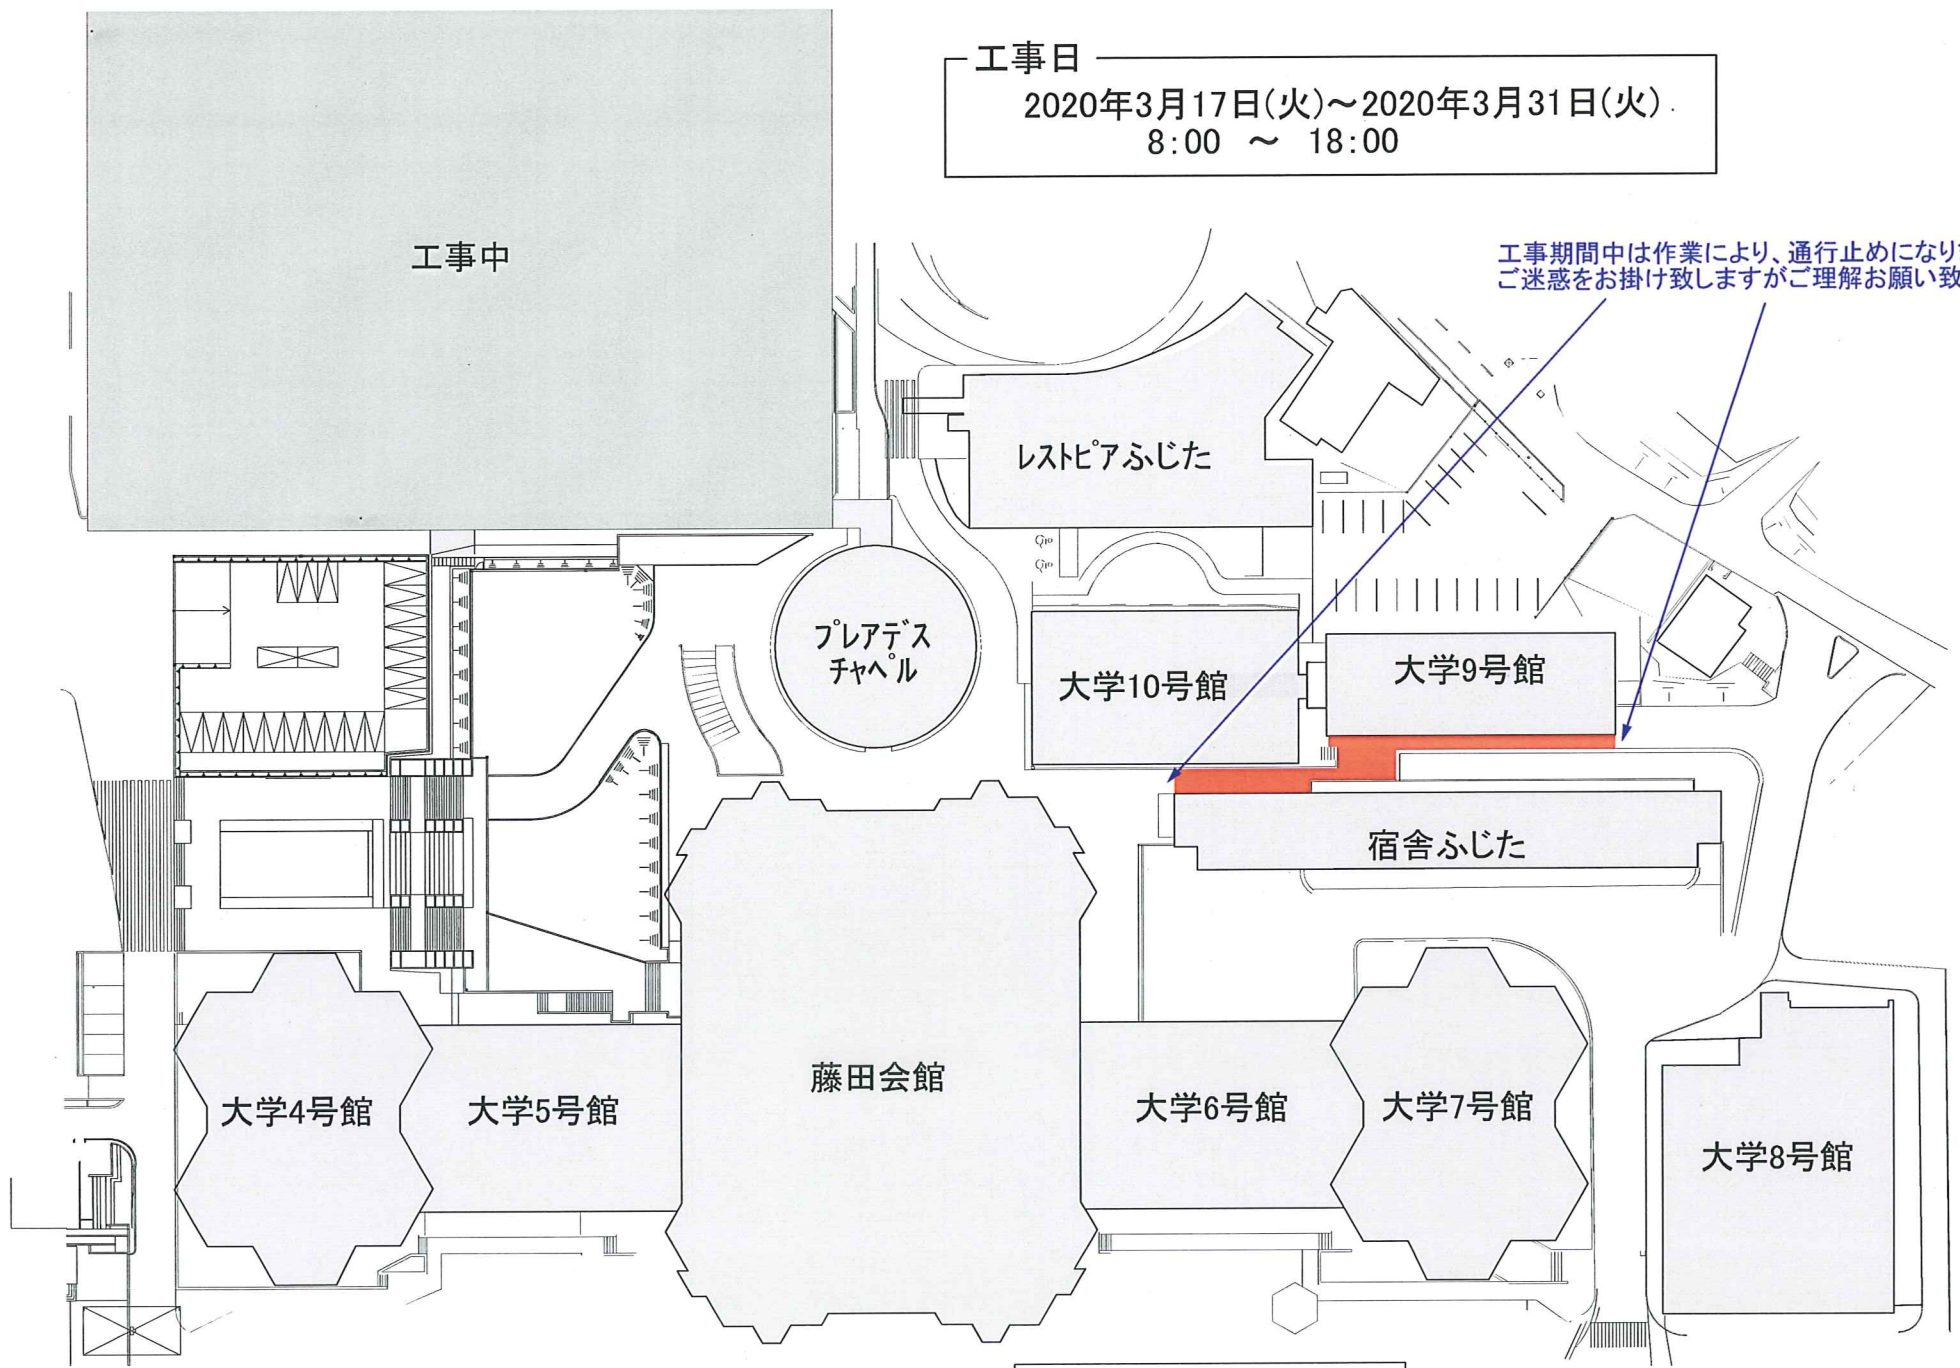 工事日
2020年3月17日(火)～2020年3月31日(火)
8:00 ～ 18:00
工事中
工事期間中は作業により、通行止めになり
ご迷惑をお掛け致しますがご理解お願い致
レストピアふじた
プレアデス
チャペル
大学10号館
大学9号館
宿舎ふじた
藤田会館
大学4号館
大学5号館
大学6号館
大学7号館
大学8号館